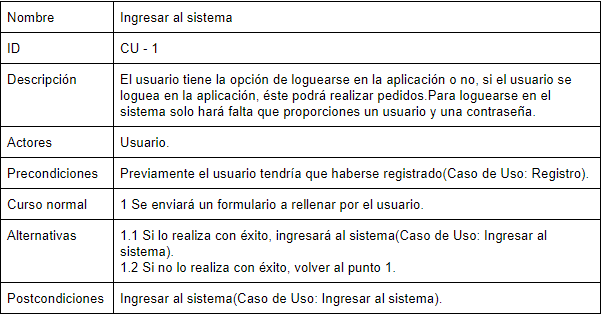 Nombre Ingresar al sistema
ID CU - 1
Descripción El usuario tiene la opción de loguearse en la aplicación o no, si el usuario se
loguea en la aplicación, éste podrá realizar pedidos.Para loguearse en el
sistema solo hará falta que proporciones un usuario y una contraseña.
Actores Usuario.
Precondiciones Previamente el usuario tendría que haberse registrado(Caso de Uso: Registro).
Curso normal 1 Se enviará un formulario a rellenar por el usuario.
Alternativas 1.1 Si lo realiza con éxito, ingresará al sistema(Caso de Uso: Ingresar al
sistema).
1.2 Si no lo realiza con éxito, volver al punto 1.
Postcondiciones Ingresar al sistema(Caso de Uso: Ingresar al sistema).